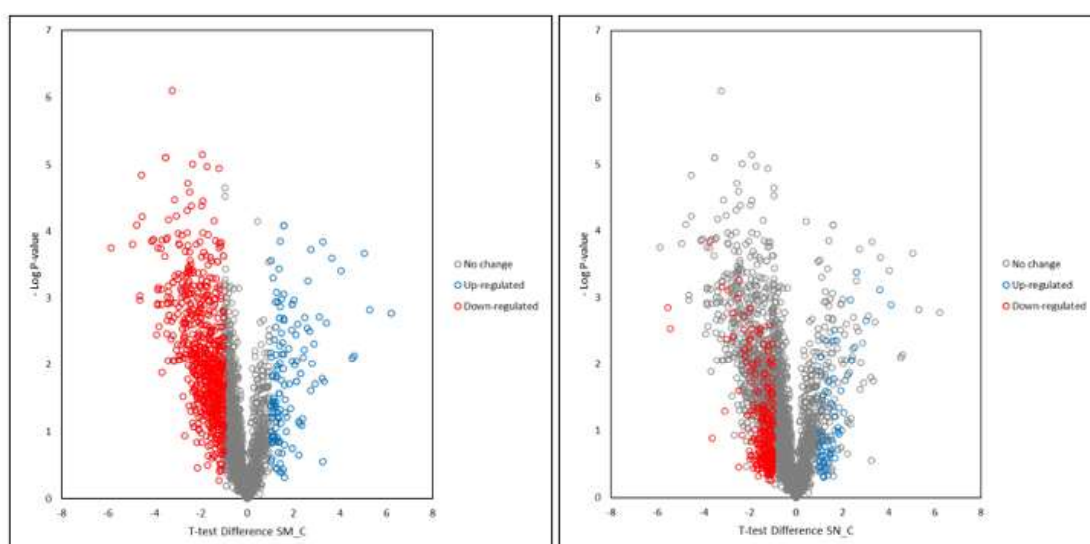 7
6
5
4
3
2
1
0
- Log P-value
-8 -6 -4 -2 0 2 4 6 8
T-test Difference SM_C
No change
Up-regulated
Down-regulated
7
6
5
4
3
2
1
0
- Log P-value
-8 -6 -4 -2 0 2 4 6 8
T-test Difference SN_C
No change
Up-regulated
Down-regulated